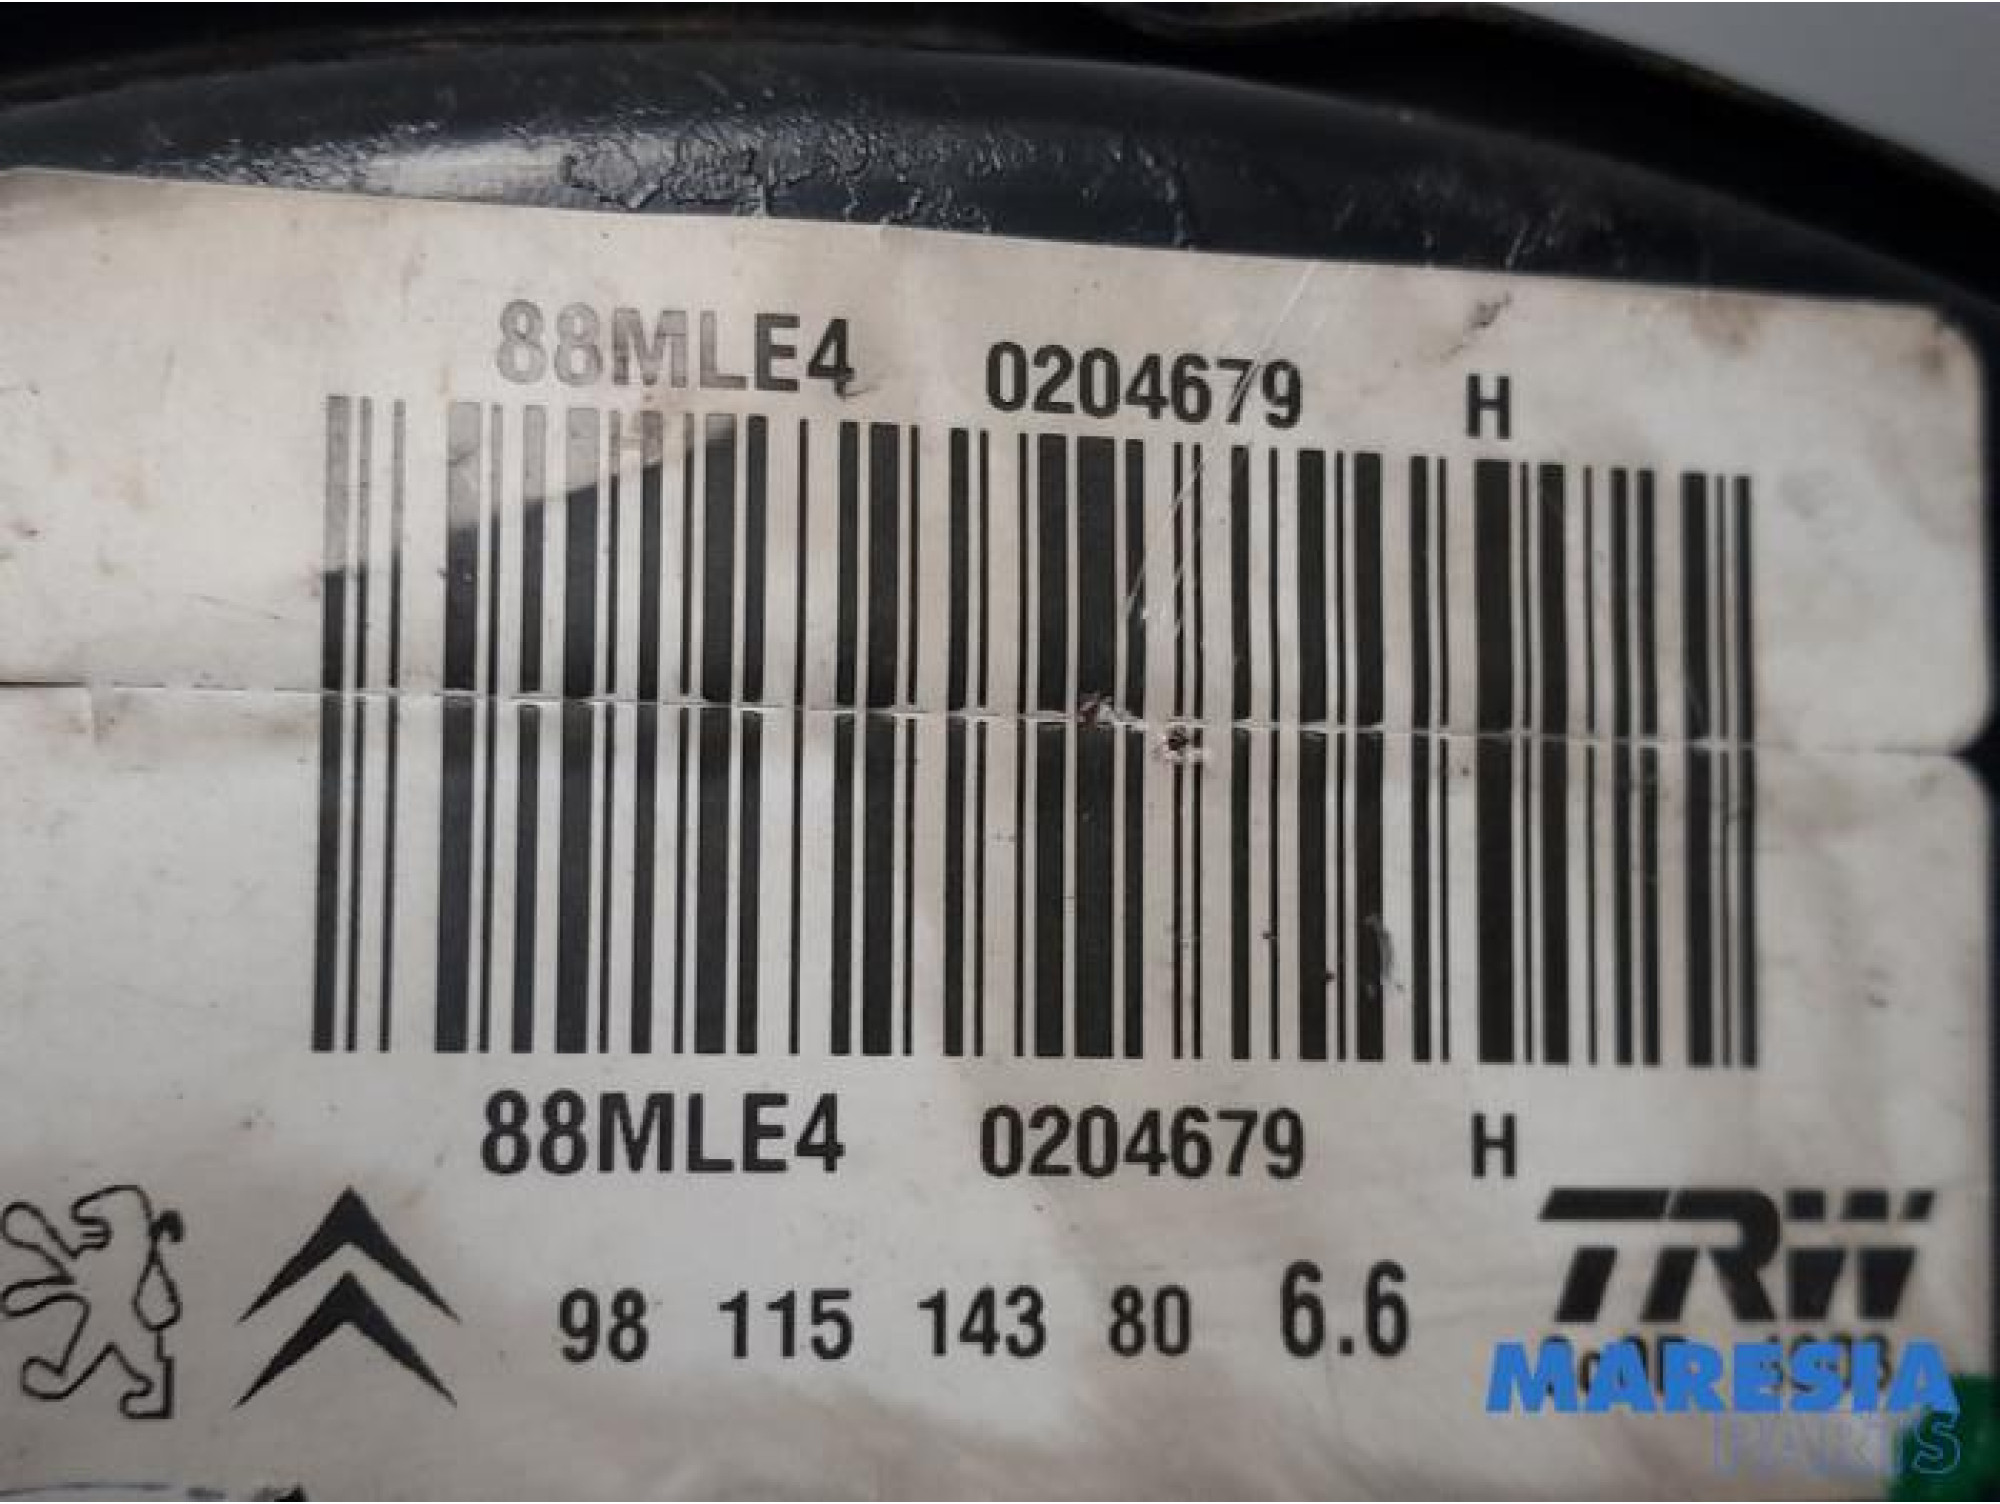 88MLE4 0204679 H
88MLE4 0204679 H
TRW
98 115 143 80 6.6
MARESIA
PARTS